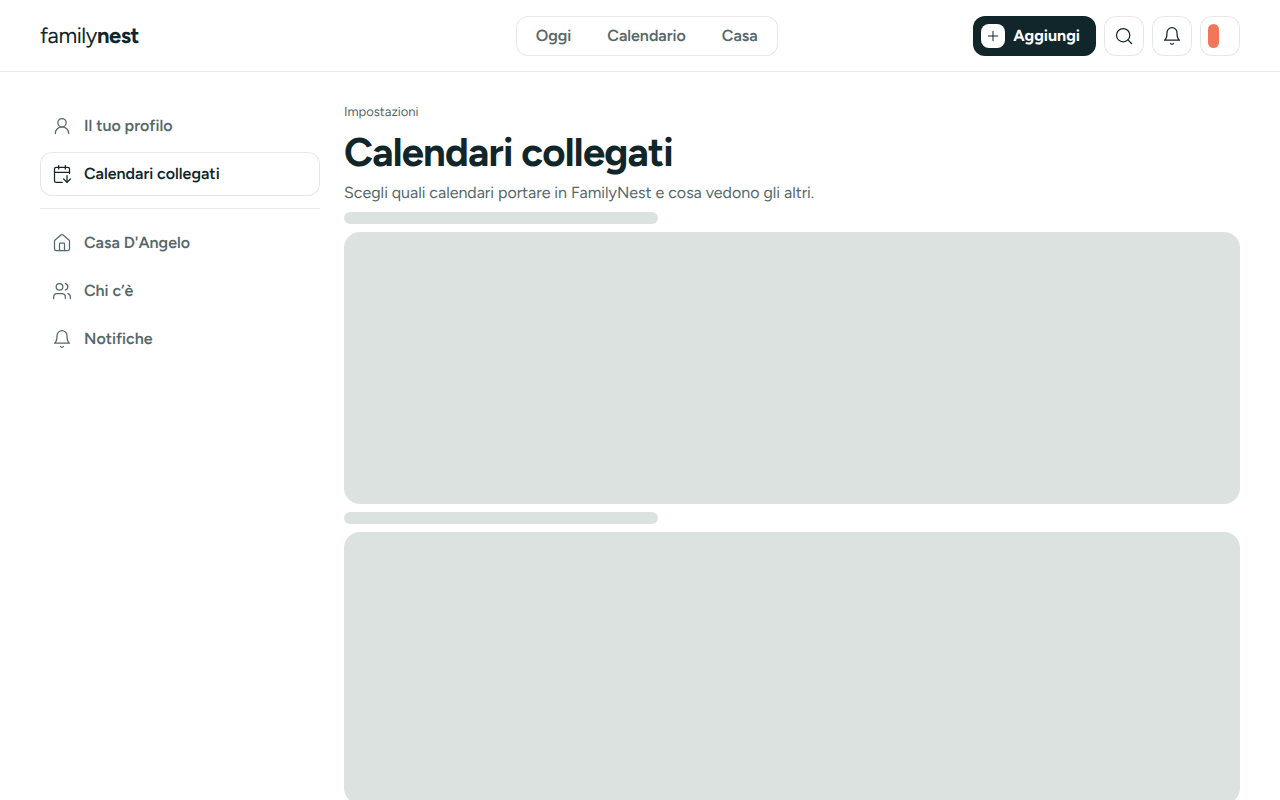 familynest
Oggi
Calendario
Casa
Aggiungi
Il tuo profilo
Calendari collegati
Casa D'Angelo
Chi c’è
Notifiche
Impostazioni
Calendari collegati
Scegli quali calendari portare in FamilyNest e cosa vedono gli altri.